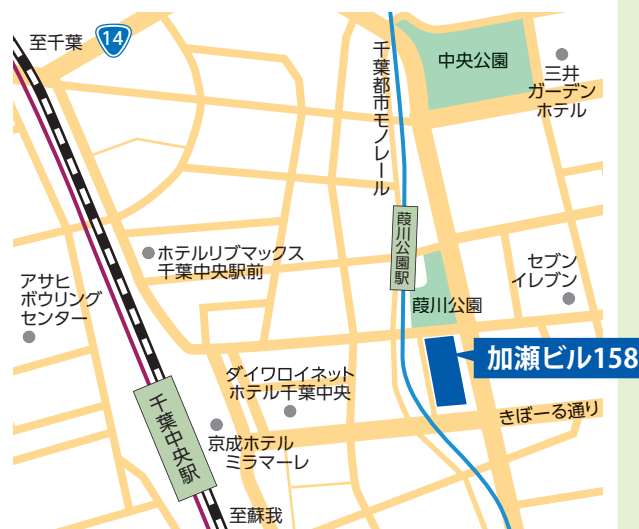 至千葉
14
中央公園
三井
ガーデン
ホテル
千葉都市モノレール
葭川公園駅
ホテルリブマックス
千葉中央駅前
セブン
イレブン
アサヒ
ボウリング
センター
葭川公園
加瀬ビル158
ダイワロイネット
ホテル千葉中央
きぼーる通り
千葉中央駅
京成ホテル
ミラマーレ
至蘇我